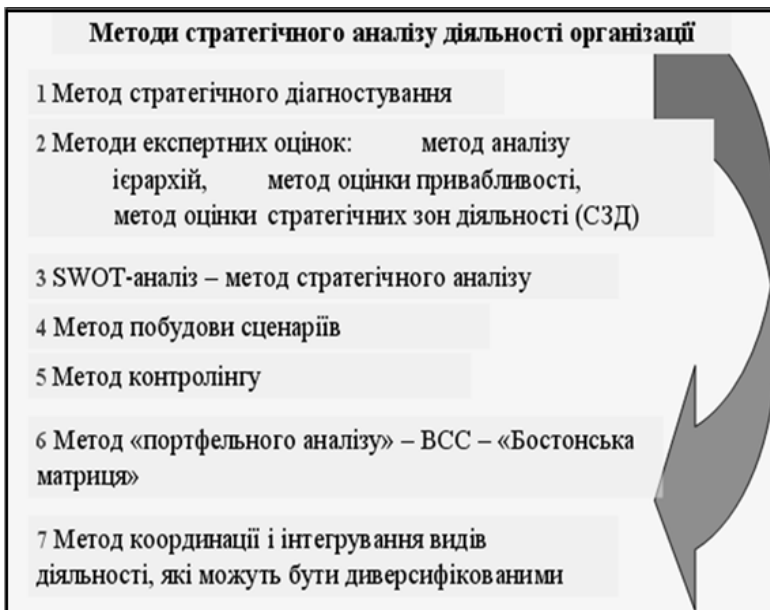 Методи стратегічного аналізу діяльності організації
1 Метод стратегічного діагностування
2 Методи експертних оцінок: метод аналізу
ієрархій, метод оцінки привабливості,
метод оцінки стратегічних зон діяльності (СЗД)
3 SWOT-аналіз – метод стратегічного аналізу
4 Метод побудови сценаріїв
5 Метод контролінгу
6 Метод «портфельного аналізу» – ВСС – «Бостонська
матриця»
7 Метод координації і інтегрування видів
діяльності, які можуть бути диверсифікованими